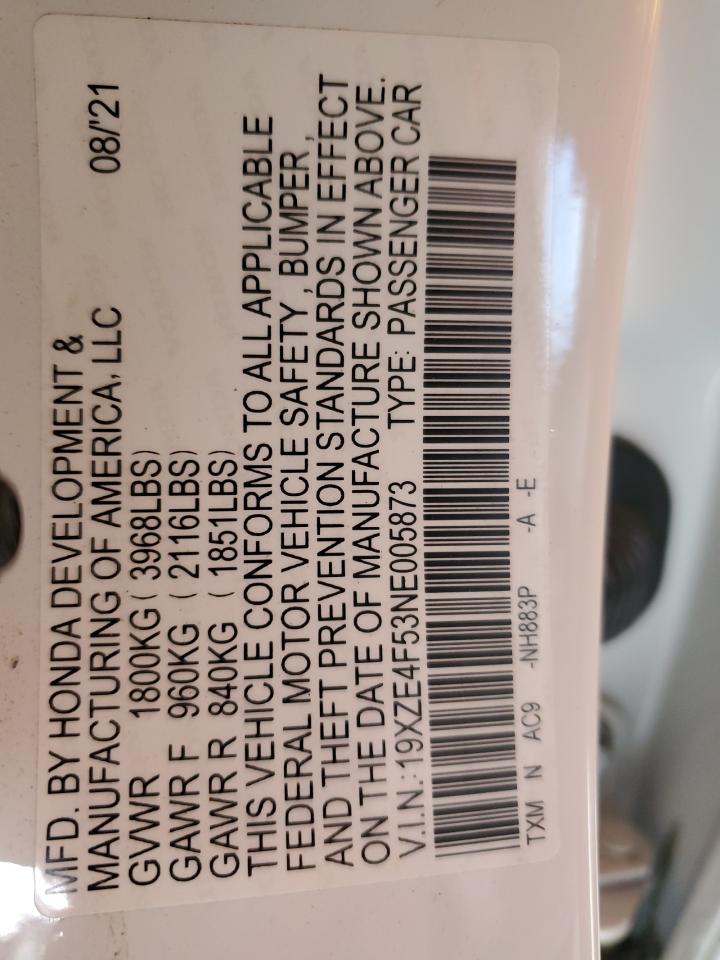 MFD. BY HONDA DEVELOPMENT &
MANUFACTURING OF AMERICA, LLC 08/'21
GVWR 1800KG ( 3968LBS)
GAWR F 960KG ( 2116LBS)
GAWR R 840KG ( 1851LBS)
THIS VEHICLE CONFORMS TO ALL APPLICABLE
FEDERAL MOTOR VEHICLE SAFETY , BUMPER ,
AND THEFT PREVENTION STANDARDS IN EFFECT
ON THE DATE OF MANUFACTURE SHOWN ABOVE.
V.I.N.:19XZE4F53NE005873 TYPE: PASSENGER CAR
TXM N AC9 -NH883P -A -E